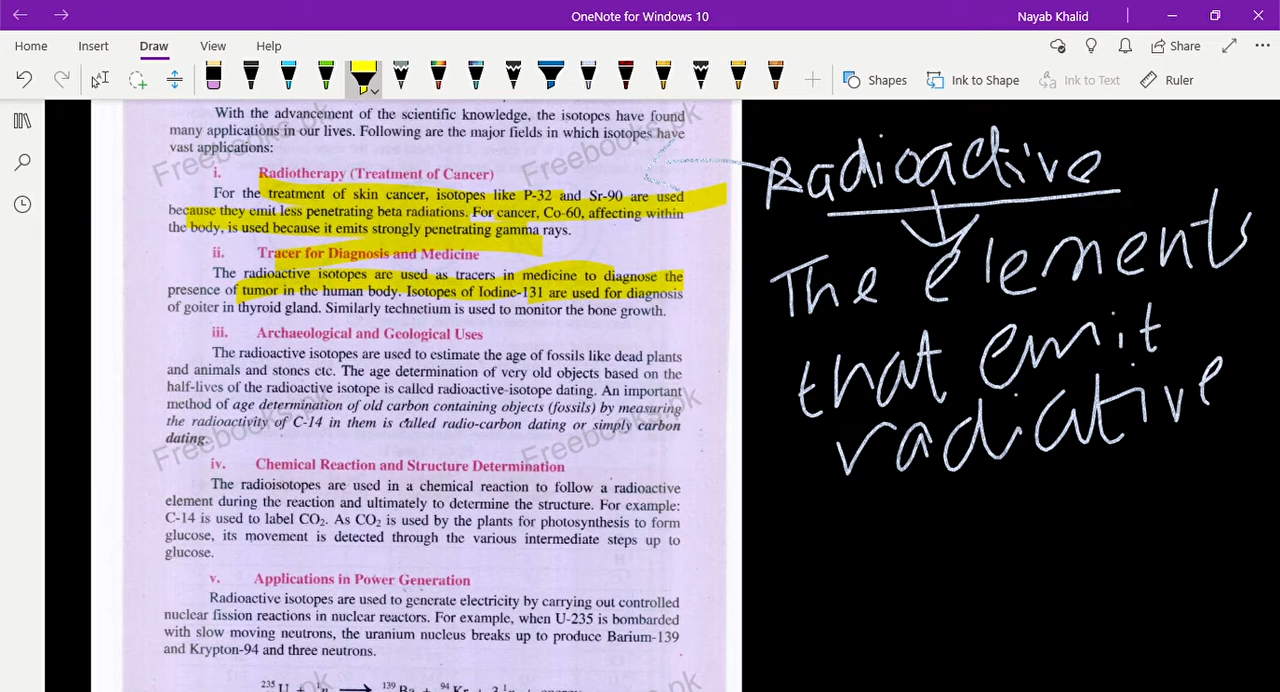 OneNote for Windows 10
Nayab Khalid
Home Insert Draw View Help
Share
Shapes Ink to Shape Ink to Text Ruler
With the advancement of the scientific knowledge, the isotopes have found
many applications in our lives. Following are the major fields in which isotopes have
vast applications:
i. Radiotherapy (Treatment of Cancer)
For the treatment of skin cancer, isotopes like P-32 and Sr-90 are used
because they emit less penetrating beta radiations. For cancer, Co-60, affecting within
the body, is used because it emits strongly penetrating gamma rays.
ii. Tracer for Diagnosis and Medicine
The radioactive isotopes are used as tracers in medicine to diagnose the
presence of tumor in the human body. Isotopes of Iodine-131 are used for diagnosis
of goiter in thyroid gland. Similarly technetium is used to monitor the bone growth.
iii. Archaeological and Geological Uses
The radioactive isotopes are used to estimate the age of fossils like dead plants
and animals and stones etc. The age determination of very old objects based on the
half-lives of the radioactive isotope is called radioactive-isotope dating. An important
method of age determination of old carbon containing objects (fossils) by measuring
the radioactivity of C-14 in them is called radio-carbon dating or simply carbon
dating.
iv. Chemical Reaction and Structure Determination
The radioisotopes are used in a chemical reaction to follow a radioactive
element during the reaction and ultimately to determine the structure. For example:
C-14 is used to label CO₂. As CO₂ is used by the plants for photosynthesis to form
glucose, its movement is detected through the various intermediate steps up to
glucose.
v. Applications in Power Generation
Radioactive isotopes are used to generate electricity by carrying out controlled
nuclear fission reactions in nuclear reactors. For example, when U-235 is bombarded
with slow moving neutrons, the uranium nucleus breaks up to produce Barium-139
and Krypton-94 and three neutrons.
Freebooks.pk
Freebooks.pk
Freebooks.pk
Freebooks.pk
Radioactive
The elements
that emit
radiative